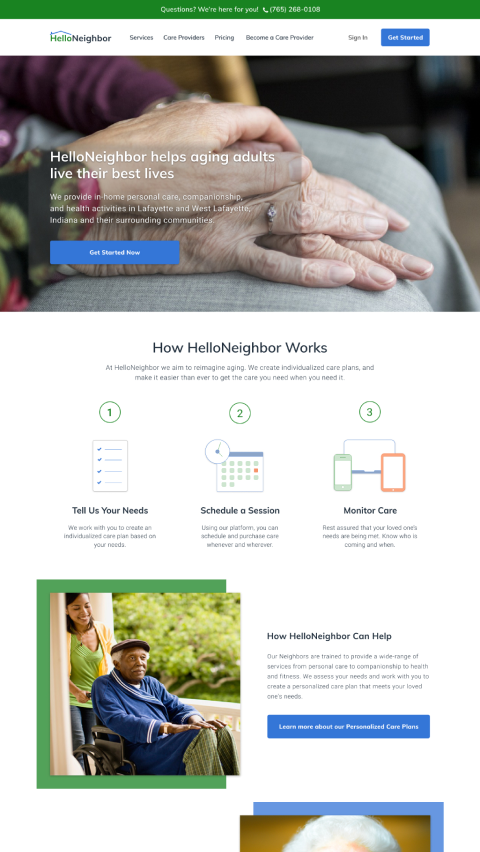 Questions? We're here for you! (765) 268-0108
HelloNeighbor
Services Care Providers Pricing Become a Care Provider Sign In Get Started
HelloNeighbor helps aging adults
live their best lives
We provide in-home personal care, companionship,
and health activities in Lafayette and West Lafayette,
Indiana and their surrounding communities.
Get Started Now
How HelloNeighbor Works
At HelloNeighbor we aim to reimagine aging. We create individualized care plans, and
make it easier than ever to get the care you need when you need it.
1 2 3
Tell Us Your Needs
We work with you to create an
individualized care plan based on
your needs.
Schedule a Session
Using our platform, you can
schedule and purchase care
whenever and wherever.
Monitor Care
Rest assured that your loved one's
needs are being met. Know who is
coming and when.
How HelloNeighbor Can Help
Our Neighbors are trained to provide a wide-range of
services from personal care to companionship to health
and fitness. We assess your needs and work with you to
create a personalized care plan that meets your loved
one's needs.
Learn more about our Personalized Care Plans